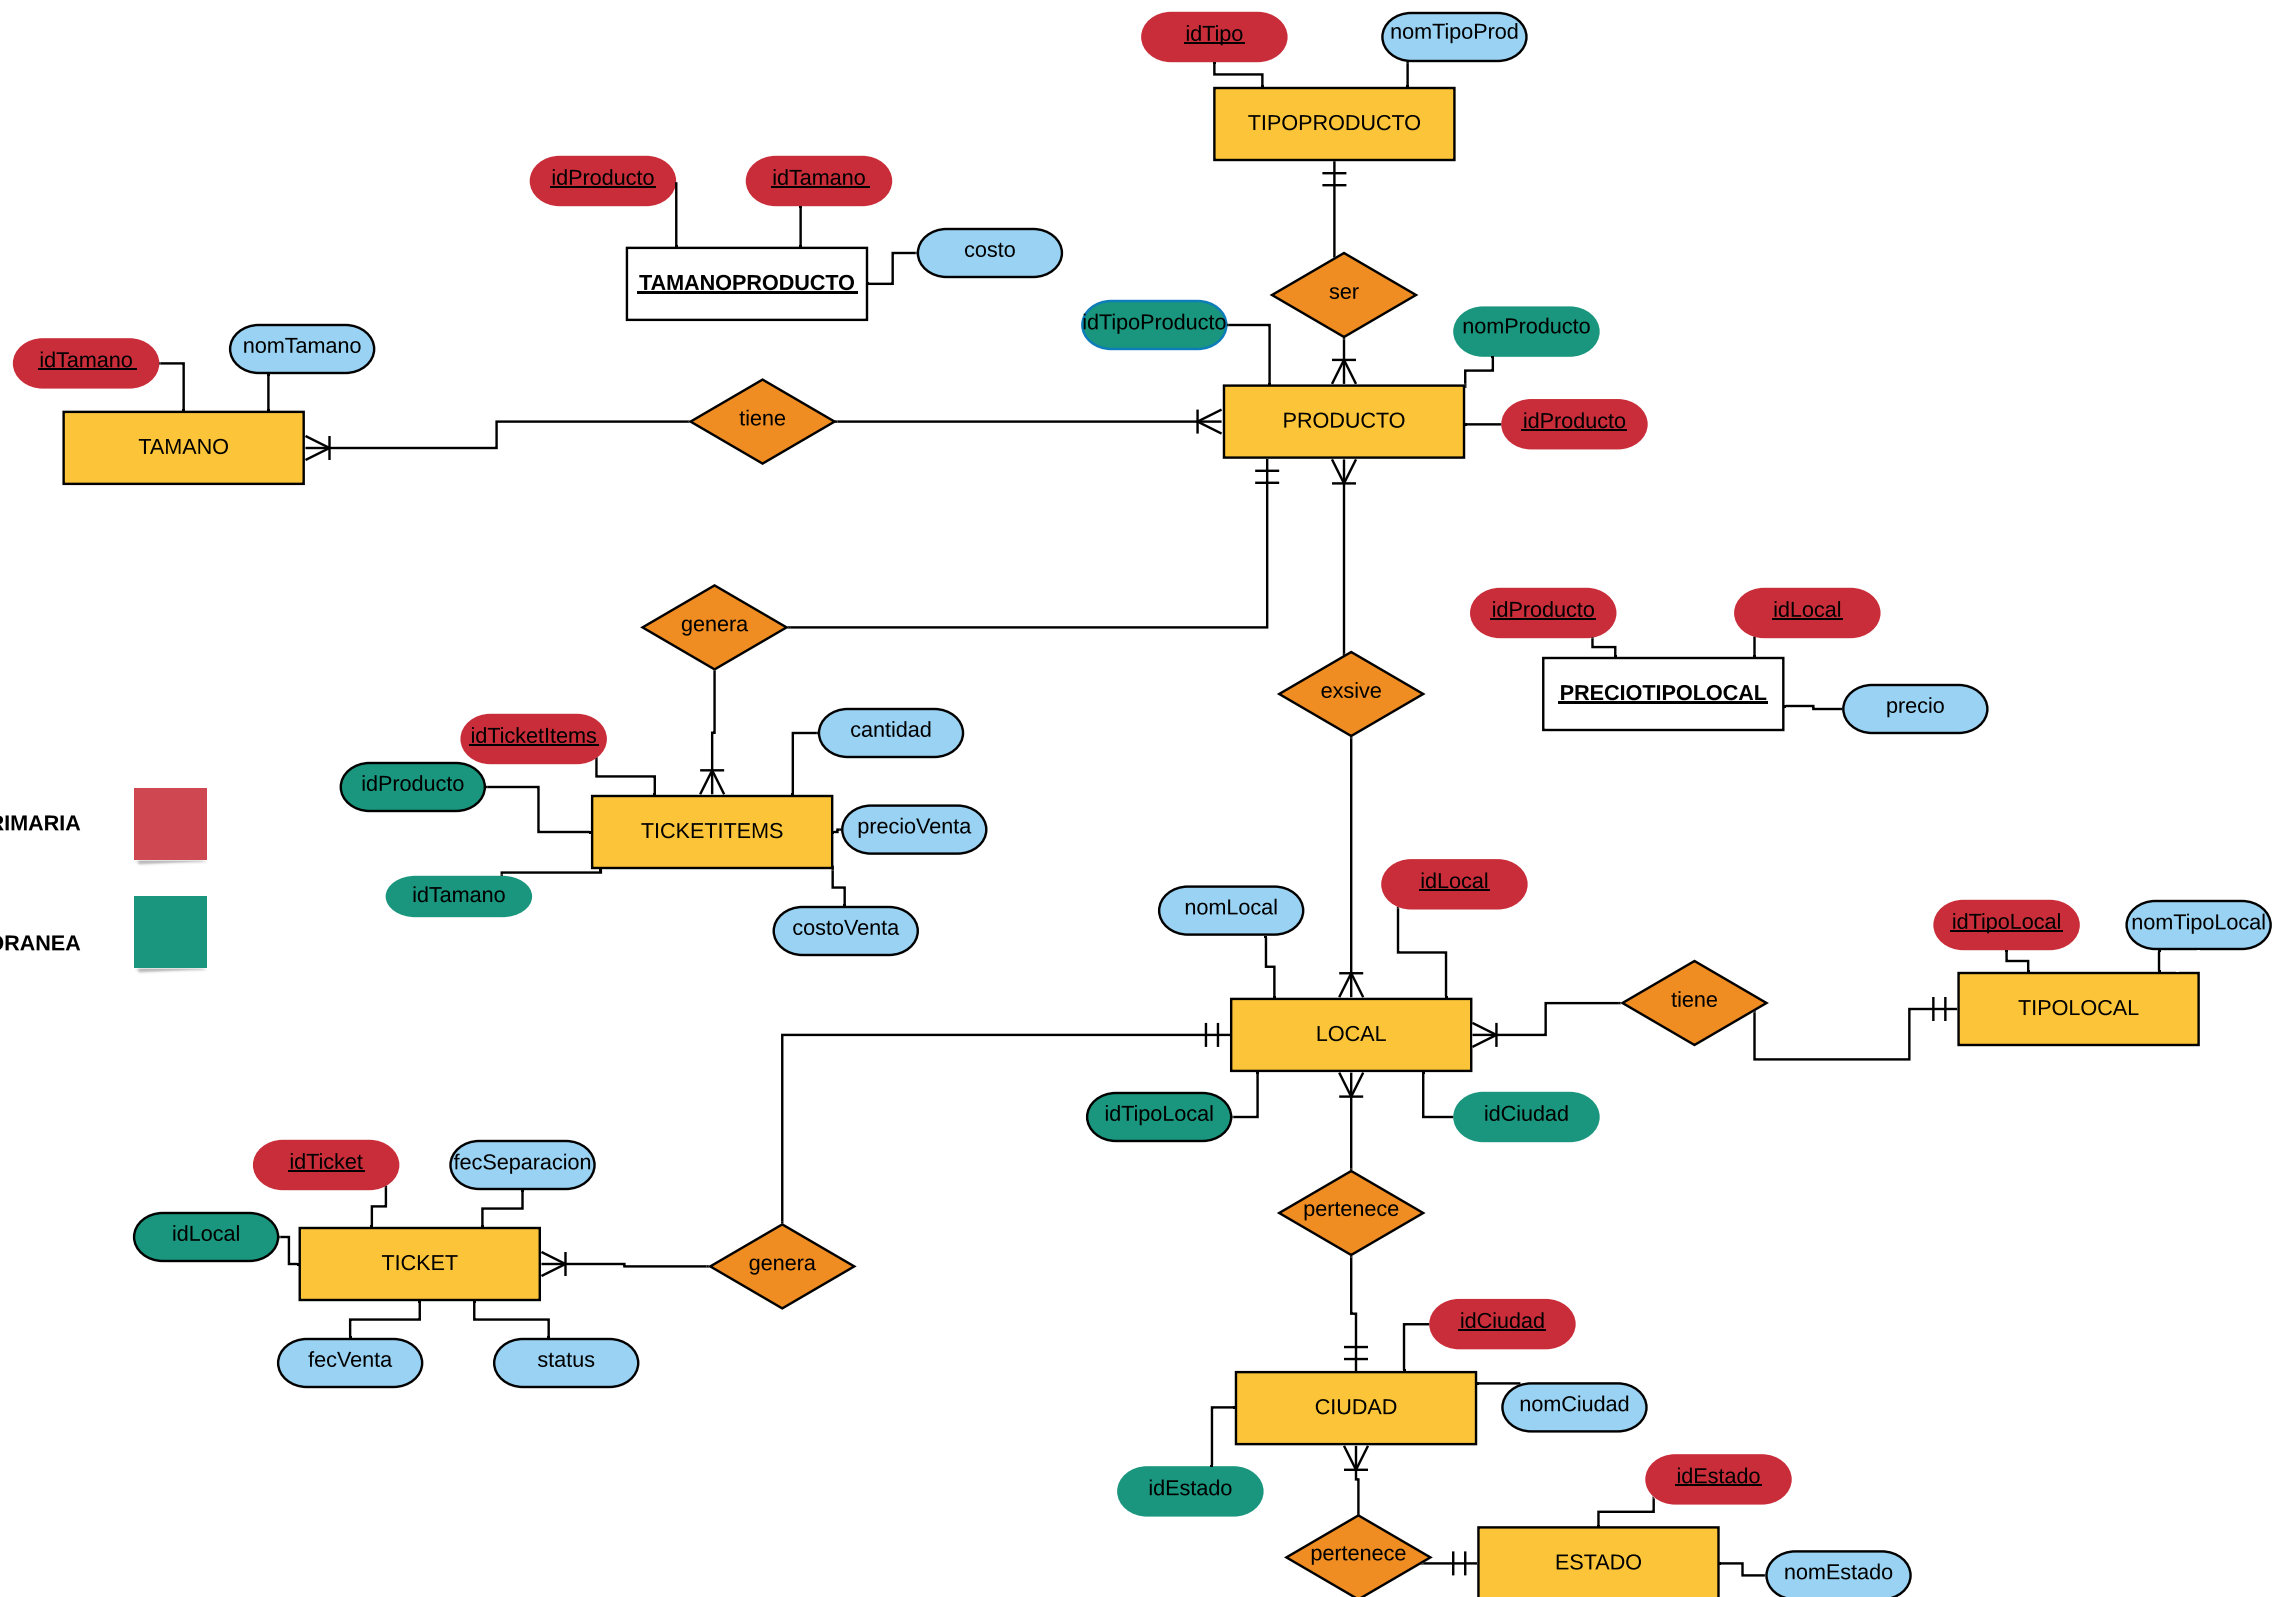 idTipo
nomTipoProd
TIPOPRODUCTO
idProducto
idTamano
costo
TAMANOPRODUCTO
ser
idTipoProducto
nomProducto
idTamano
nomTamano
TAMANO
tiene
PRODUCTO
idProducto
genera
exsive
idProducto
idLocal
PRECIOTIPOLOCAL
precio
idTicketItems
cantidad
idProducto
TICKETITEMS
precioVenta
idTamano
costoVenta
RIMARIA
ORANEA
nomLocal
idLocal
idTipoLocal
nomTipoLocal
LOCAL
tiene
TIPOLOCAL
idTipoLocal
idCiudad
idTicket
fecSeparacion
idLocal
TICKET
genera
pertenece
fecVenta
status
idCiudad
CIUDAD
nomCiudad
idEstado
idEstado
pertenece
ESTADO
nomEstado